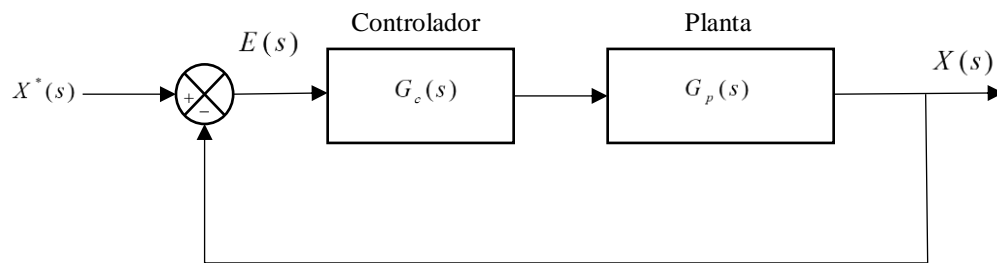 Controlador
Planta
X*(s)
E(s)
G_c(s)
G_p(s)
X(s)
+
−